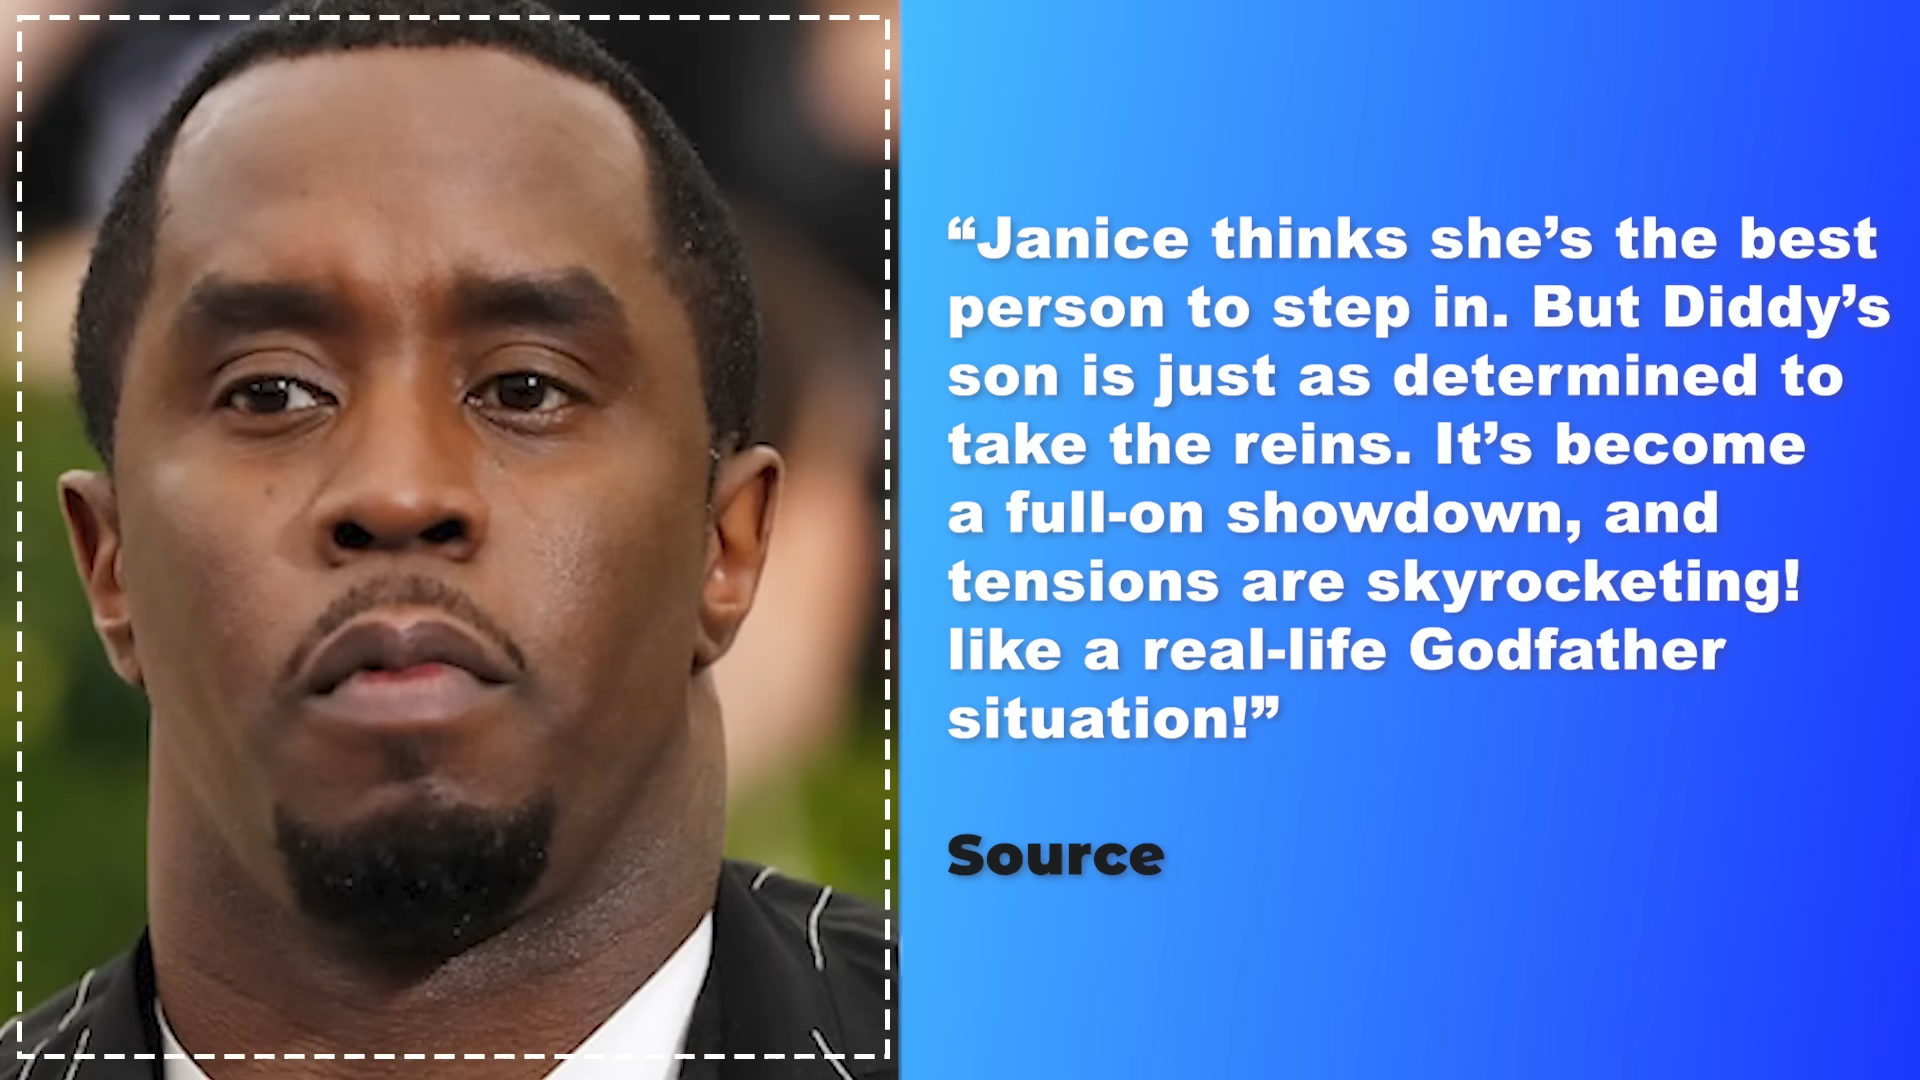 “Janice thinks she’s the best
person to step in. But Diddy’s
son is just as determined to
take the reins. It’s become
a full-on showdown, and
tensions are skyrocketing!
like a real-life Godfather
situation!”
Source